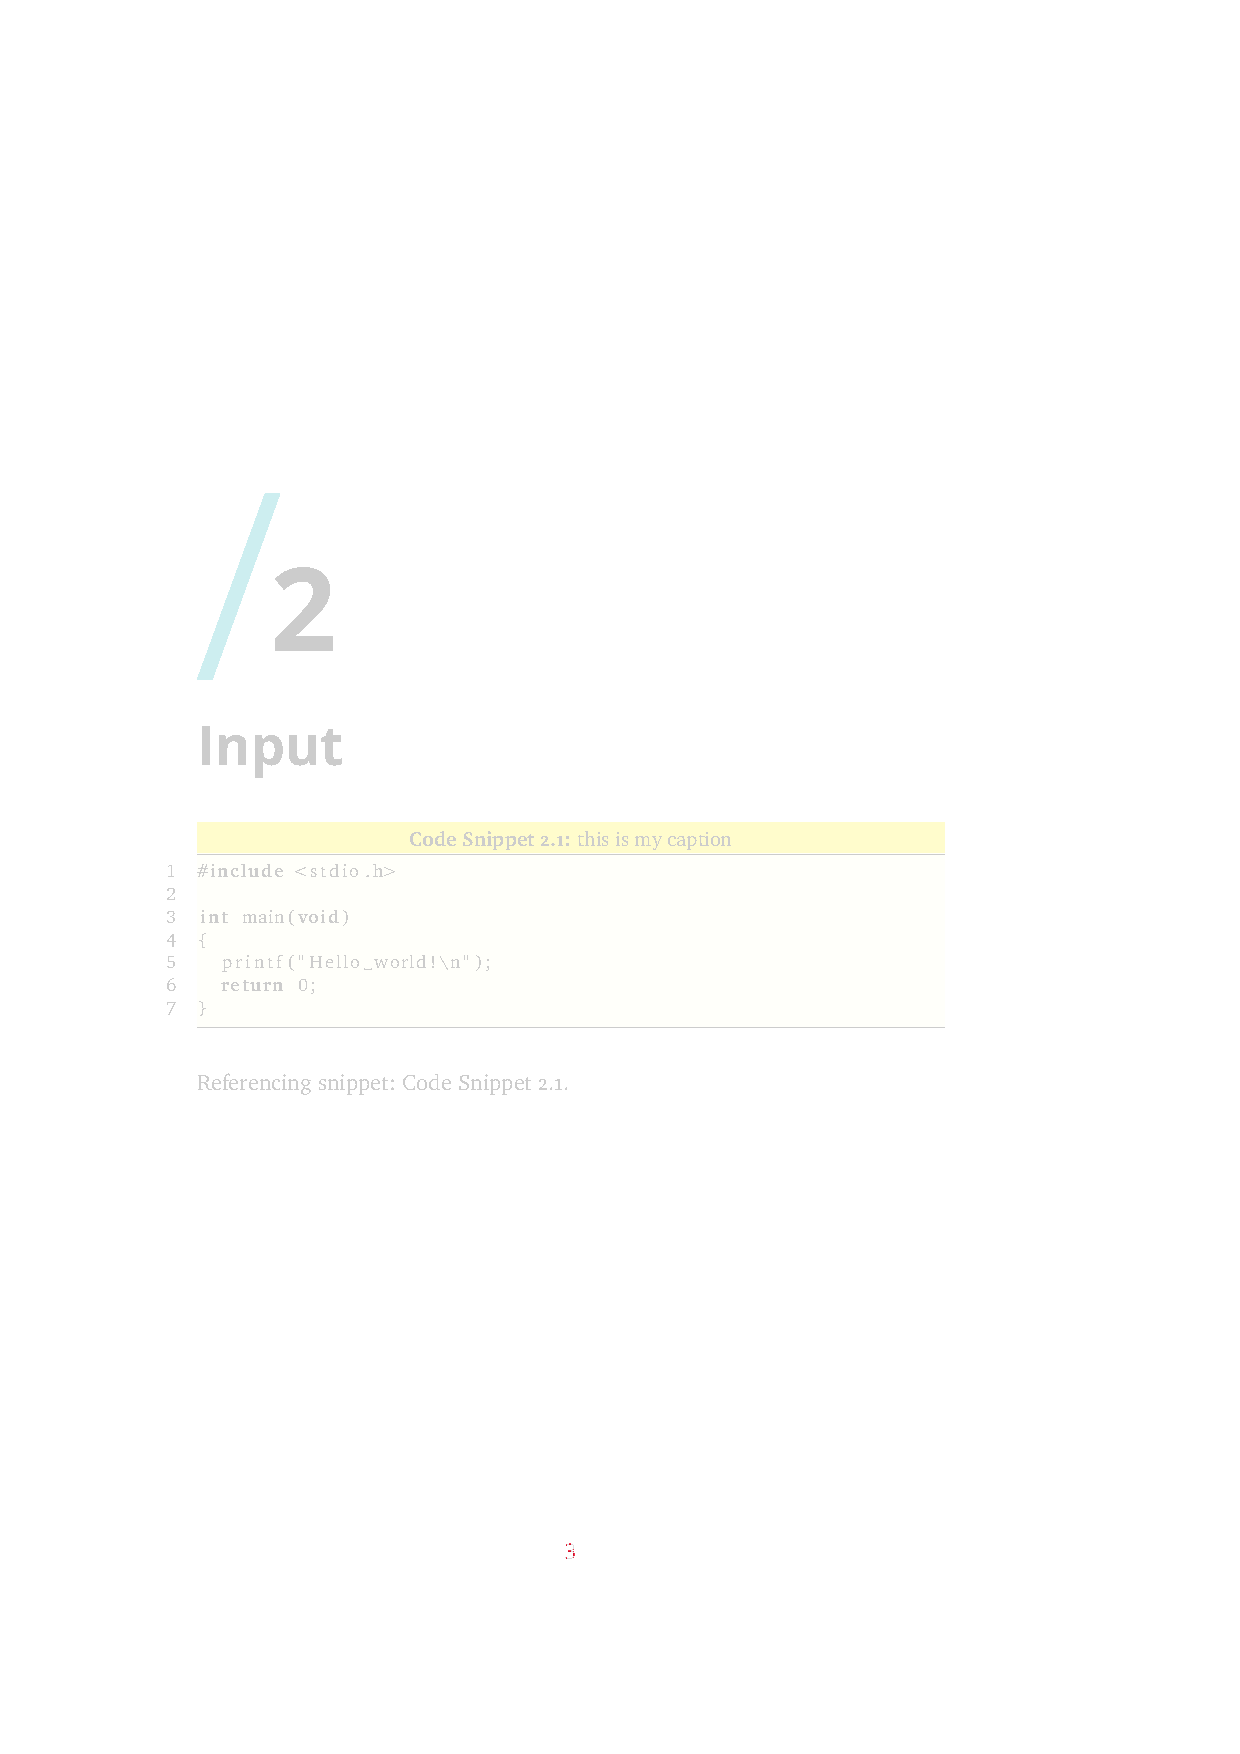 /2
Input
Code Snippet 2.1: this is my caption
1 #include <stdio.h>
2
3 int main(void)
4 {
5   printf("Hello␣world!\n");
6   return 0;
7 }
Referencing snippet: Code Snippet 2.1.
3